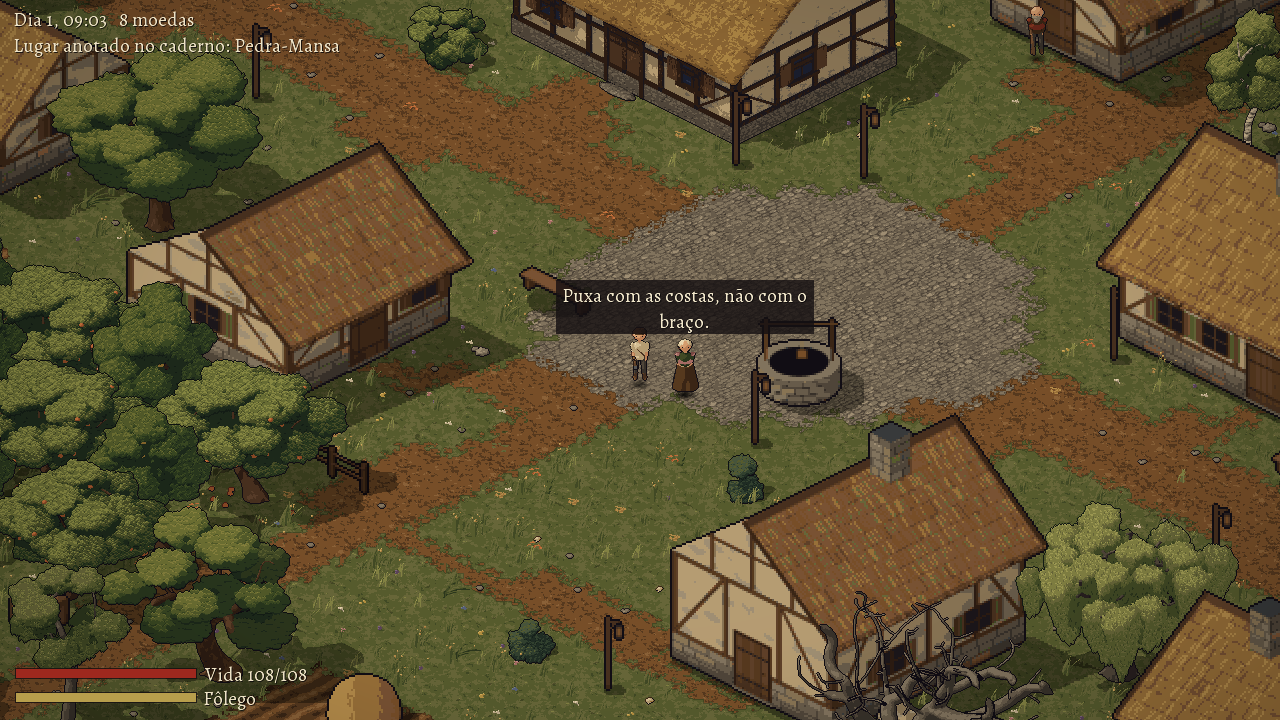 Dia 1, 09:03   8 moedas
Lugar anotado no caderno: Pedra-Mansa
Puxa com as costas, não com o
braço.
Vida 108/108
Fôlego